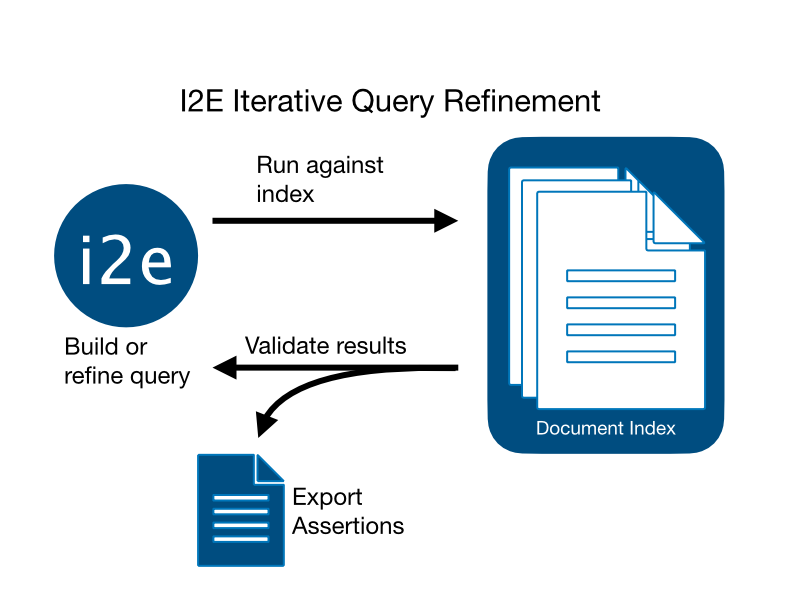 I2E Iterative Query Refinement
Run against
index
i2e
Build or
refine query
Validate results
Document Index
Export
Assertions